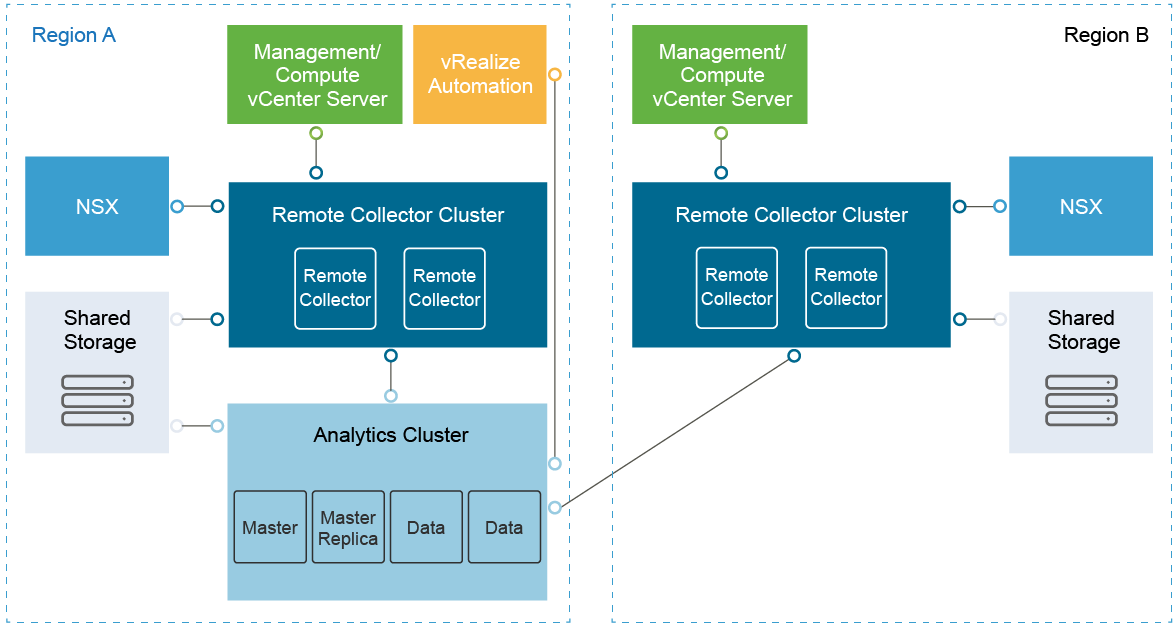 Region A
Management/
Compute
vCenter Server
vRealize
Automation
NSX
Remote Collector Cluster
Remote
Collector
Remote
Collector
Shared
Storage
Analytics Cluster
Master
Master
Replica
Data
Data
Region B
Management/
Compute
vCenter Server
Remote Collector Cluster
Remote
Collector
Remote
Collector
NSX
Shared
Storage